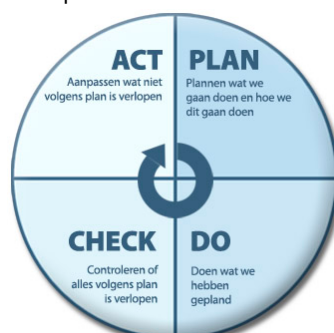 ACT
Aanpassen wat niet
volgens plan is verlopen
PLAN
Plannen wat we
gaan doen en hoe we
dit gaan doen
CHECK
Controleren of
alles volgens plan
is verlopen
DO
Doen wat we
hebben
gepland